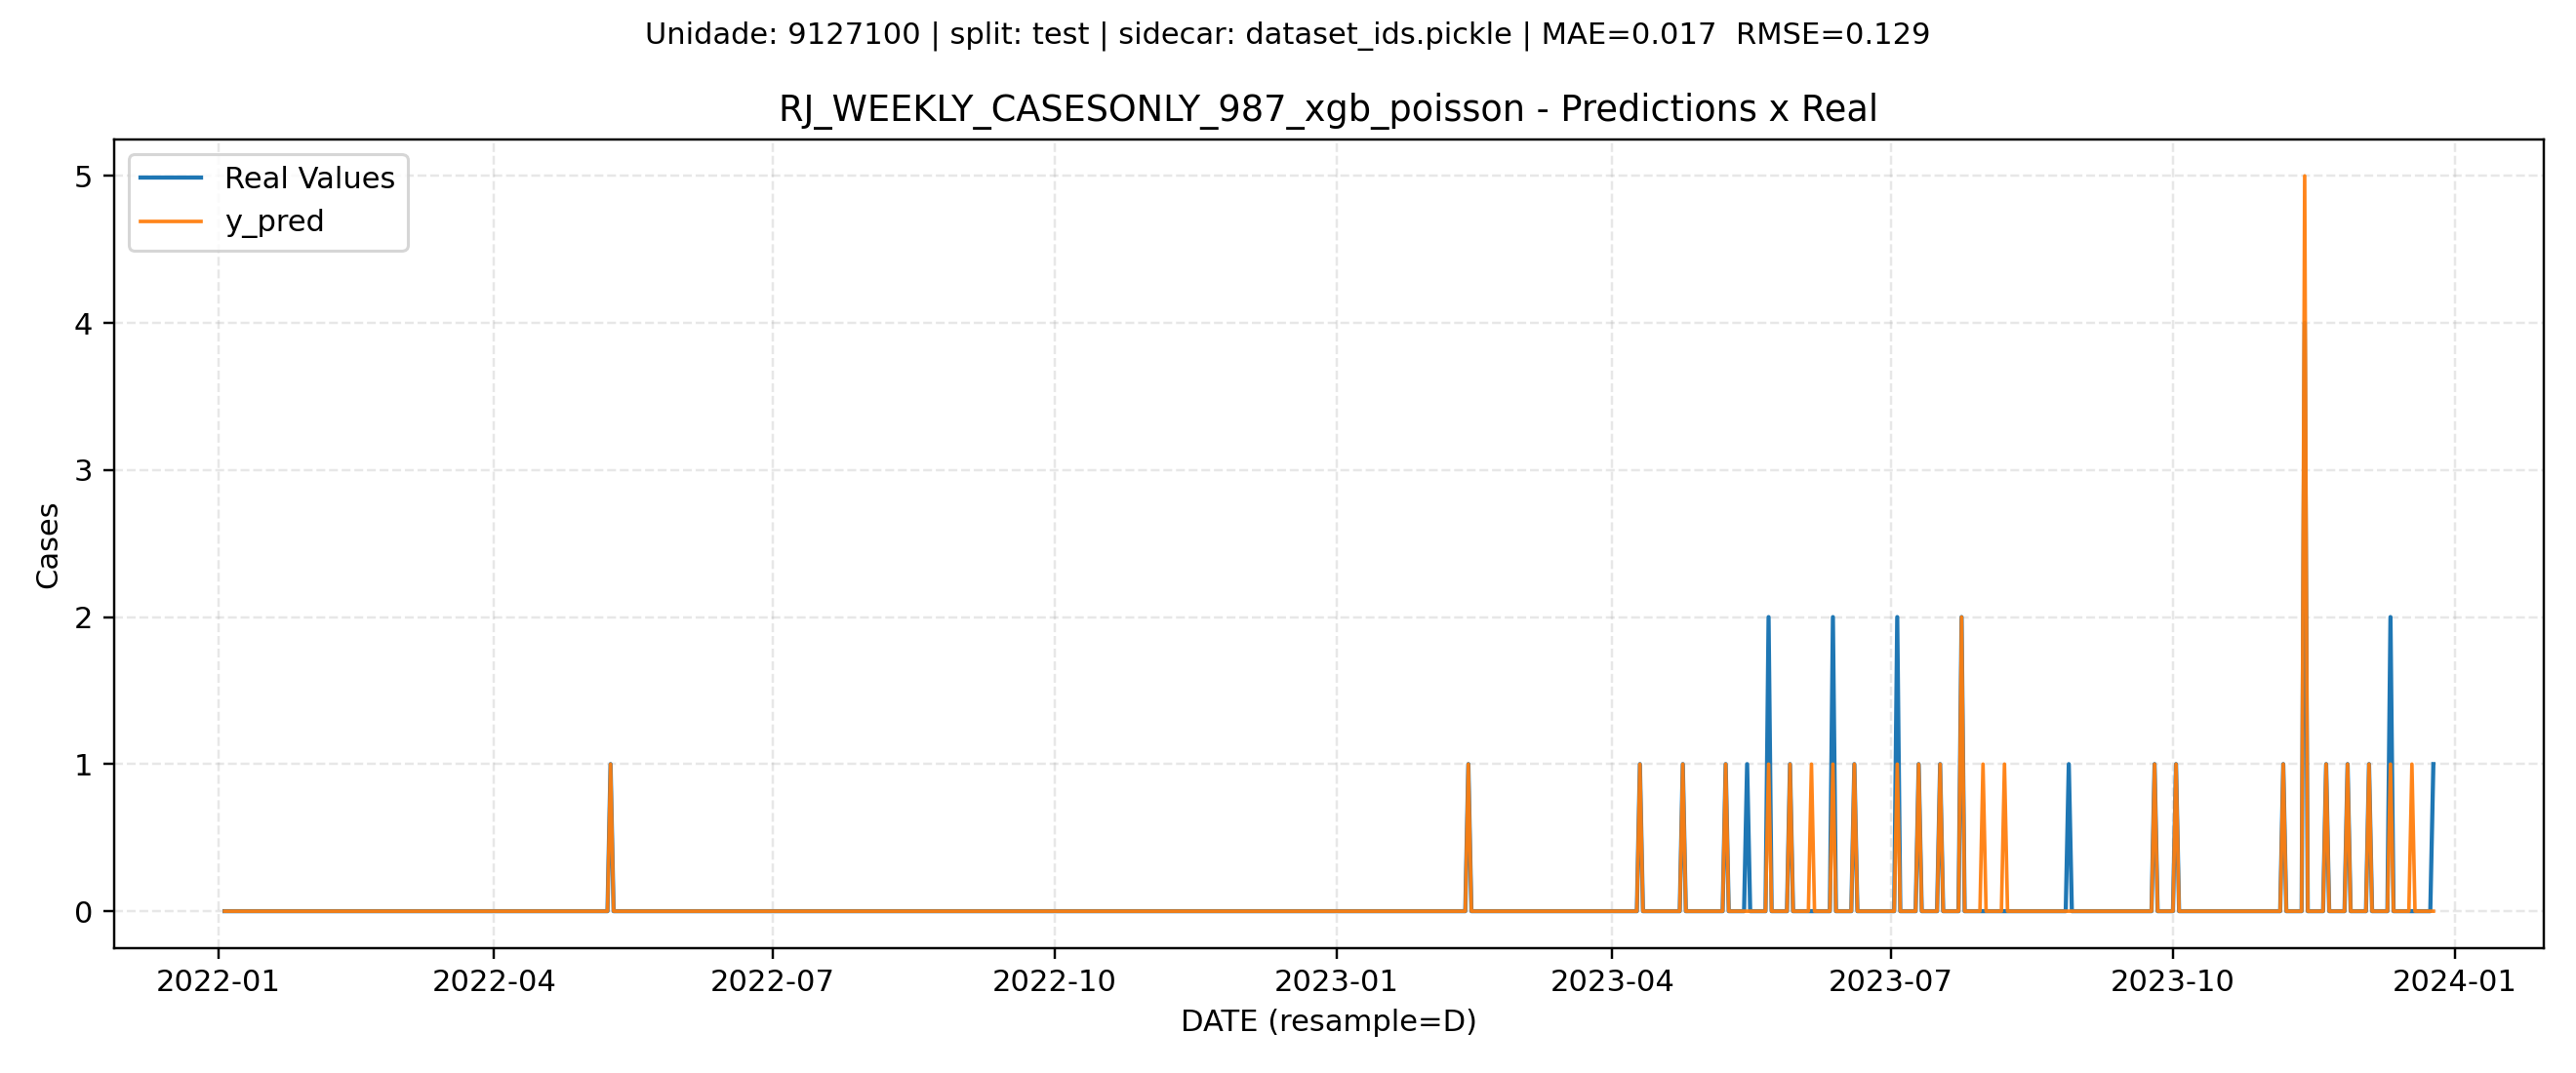 Unidade: 9127100 | split: test | sidecar: dataset_ids.pickle | MAE=0.017  RMSE=0.129
RJ_WEEKLY_CASESONLY_987_xgb_poisson - Predictions x Real
Real Values
y_pred
5
4
3
2
1
0
Cases
2022-01
2022-04
2022-07
2022-10
2023-01
2023-04
2023-07
2023-10
2024-01
DATE (resample=D)